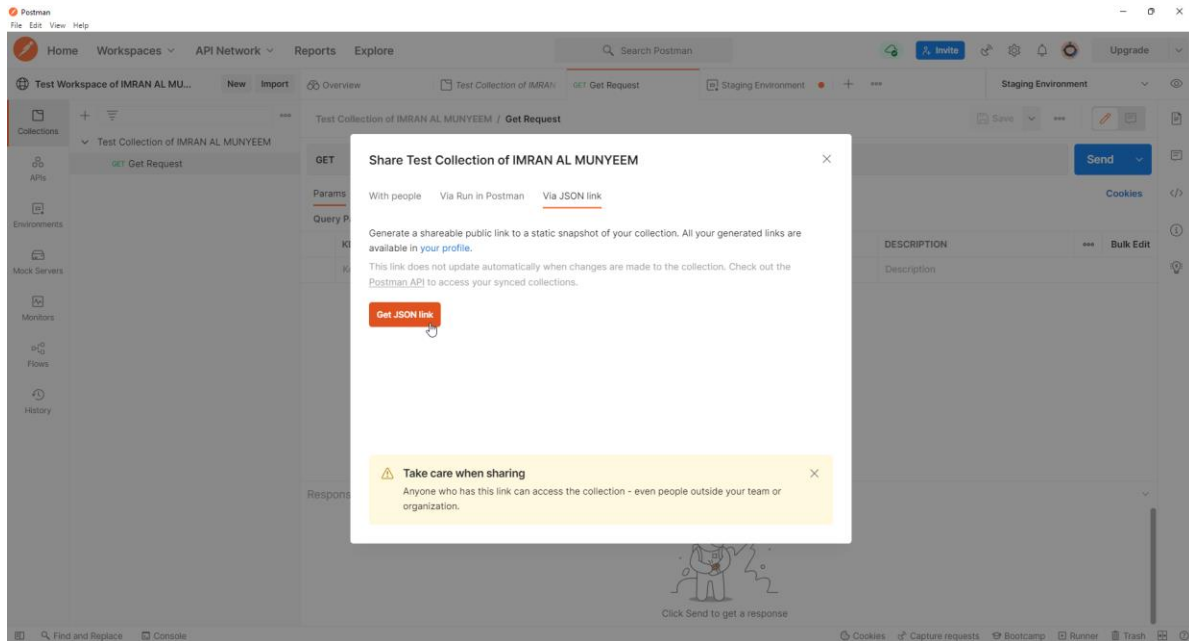 Postman
File Edit View Help
Home Workspaces API Network Reports Explore Search Postman Invite Upgrade
Test Workspace of IMRAN AL MU... New Import Overview Test Collection of IMRAN GET Get Request Staging Environment Staging Environment
Collections
Test Collection of IMRAN AL MUNYEEM / Get Request Save
Test Collection of IMRAN AL MUNYEEM
GET Get Request
APIs
Environments
Mock Servers
Monitors
Flows
History
GET Send
Params Cookies
Query P
DESCRIPTION Bulk Edit
Description
Share Test Collection of IMRAN AL MUNYEEM
With people Via Run in Postman Via JSON link
Generate a shareable public link to a static snapshot of your collection. All your generated links are
available in your profile.
This link does not update automatically when changes are made to the collection. Check out the
Postman API to access your synced collections.
Get JSON link
Take care when sharing
Anyone who has this link can access the collection - even people outside your team or
organization.
Respons
Click Send to get a response
Find and Replace Console Cookies Capture requests Bootcamp Runner Trash